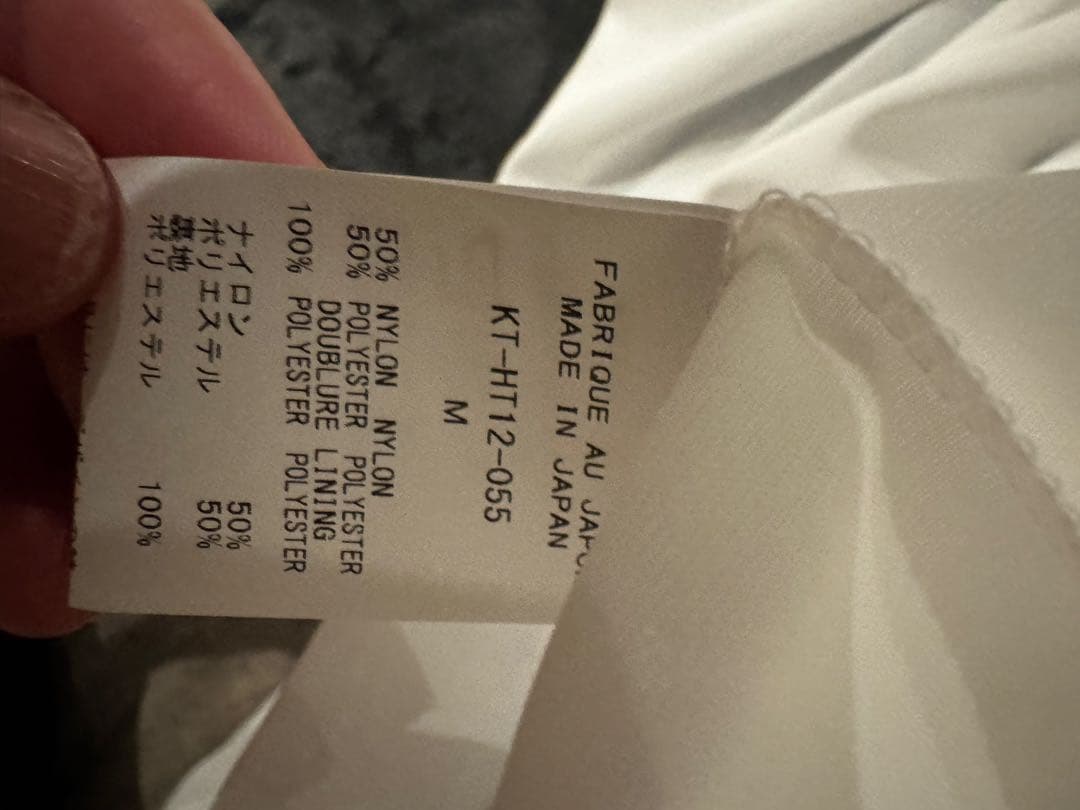 FABRIQUE AU
MADE IN JAPAN
KT-HT12-055
M
50% NYLON NYLON
50% POLYESTER POLYESTER
DOUBLURE LINING
100% POLYESTER POLYESTER
ナイロン 50%
ポリエステル 50%
裏地
ポリエステル 100%